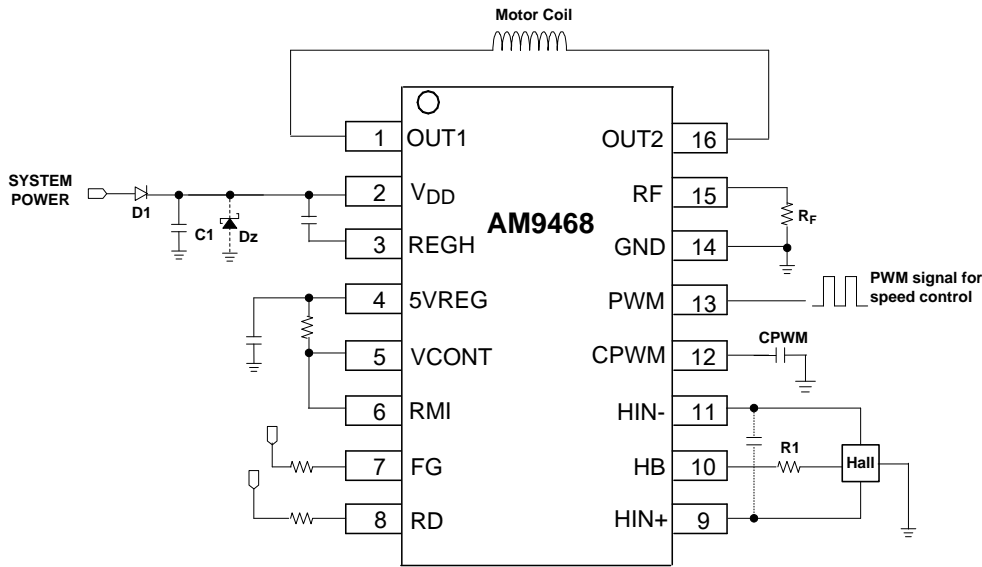 Motor Coil
1 OUT1
OUT2 16
SYSTEM
POWER
D1
C1
Dz
2 VDD
RF 15
RF
AM9468
3 REGH
GND 14
4 5VREG
PWM 13
PWM signal for
speed control
5 VCONT
CPWM 12
CPWM
6 RMI
HIN- 11
7 FG
HB 10
R1
Hall
8 RD
HIN+ 9